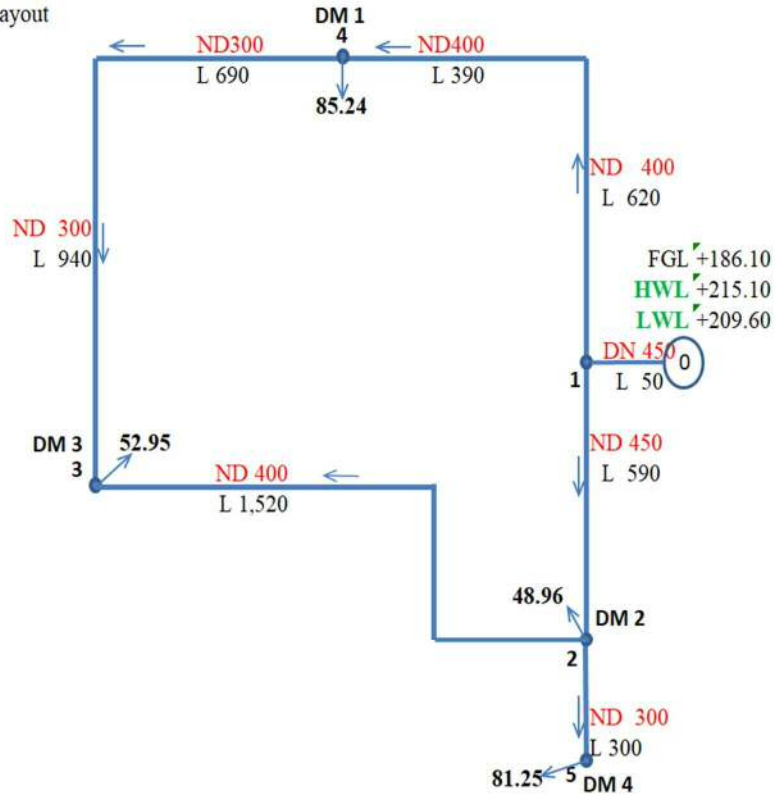 ayout
DM 1
4
ND300
ND400
L 690
L 390
85.24
ND 400
L 620
ND 300
L 940
FGL +186.10
HWL +215.10
LWL +209.60
DN 450
0
1
L 50
DM 3
52.95
3
ND 450
L 590
ND 400
L 1,520
48.96
DM 2
2
ND 300
L 300
81.25
5
DM 4